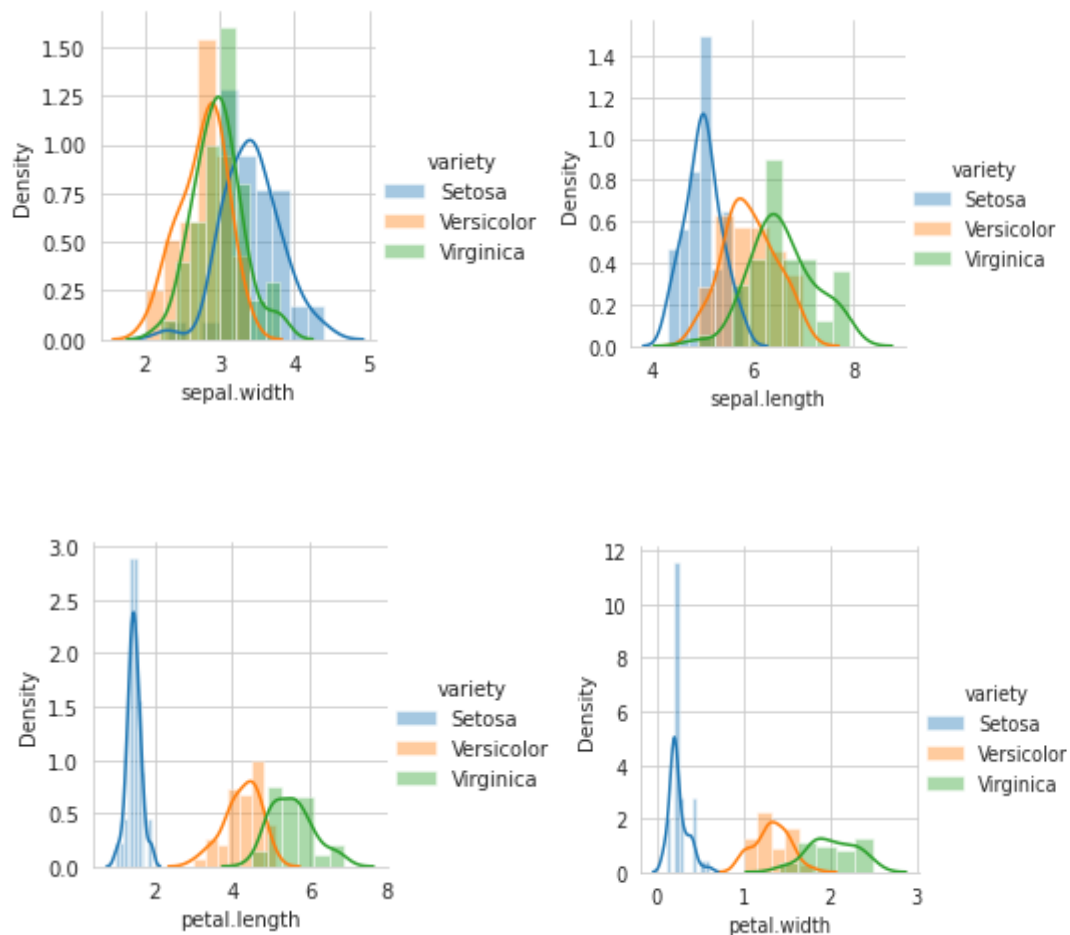 1.50
1.25
1.00
0.75
0.50
0.25
0.00
Density
2 3 4 5
sepal.width
variety
Setosa
Versicolor
Virginica
1.4
1.2
1.0
0.8
0.6
0.4
0.2
0.0
Density
4 6 8
sepal.length
variety
Setosa
Versicolor
Virginica
3.0
2.5
2.0
1.5
1.0
0.5
0.0
Density
2 4 6 8
petal.length
variety
Setosa
Versicolor
Virginica
12
10
8
6
4
2
0
Density
0 1 2 3
petal.width
variety
Setosa
Versicolor
Virginica